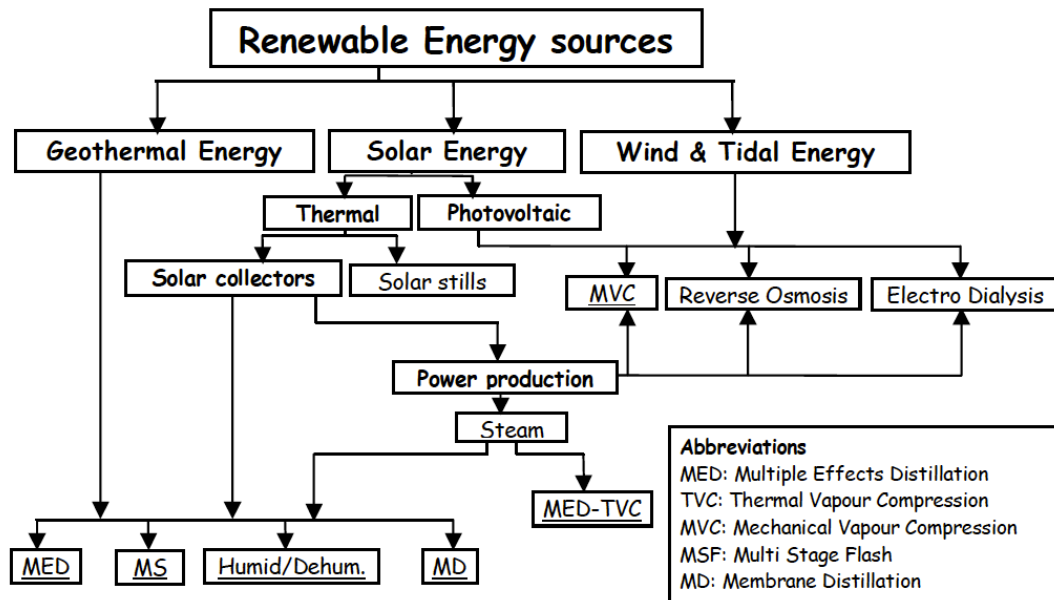 Renewable Energy sources
Geothermal Energy
Solar Energy
Wind & Tidal Energy
Thermal
Photovoltaic
Solar collectors
Solar stills
MVC
Reverse Osmosis
Electro Dialysis
Power production
Steam
MED-TVC
MED
MS
Humid/Dehum.
MD
Abbreviations
MED: Multiple Effects Distillation
TVC: Thermal Vapour Compression
MVC: Mechanical Vapour Compression
MSF: Multi Stage Flash
MD: Membrane Distillation